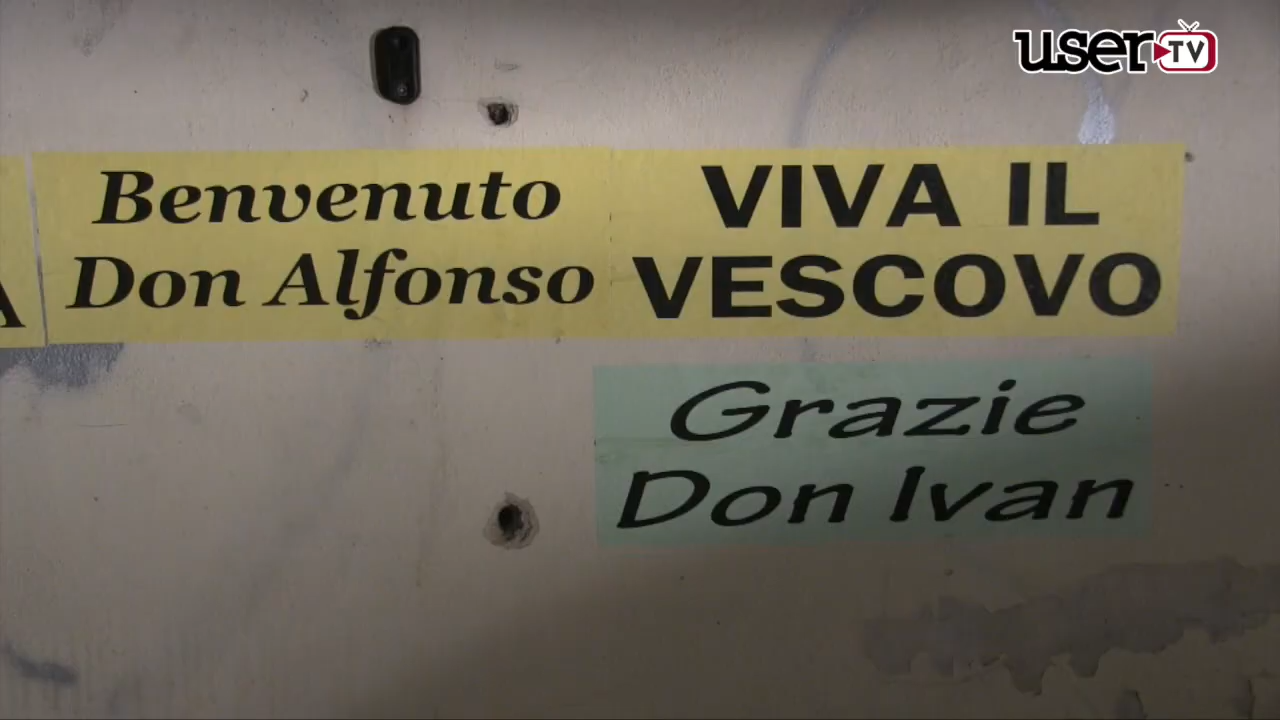 user TV
Benvenuto
Don Alfonso
VIVA IL
VESCOVO
Grazie
Don Ivan